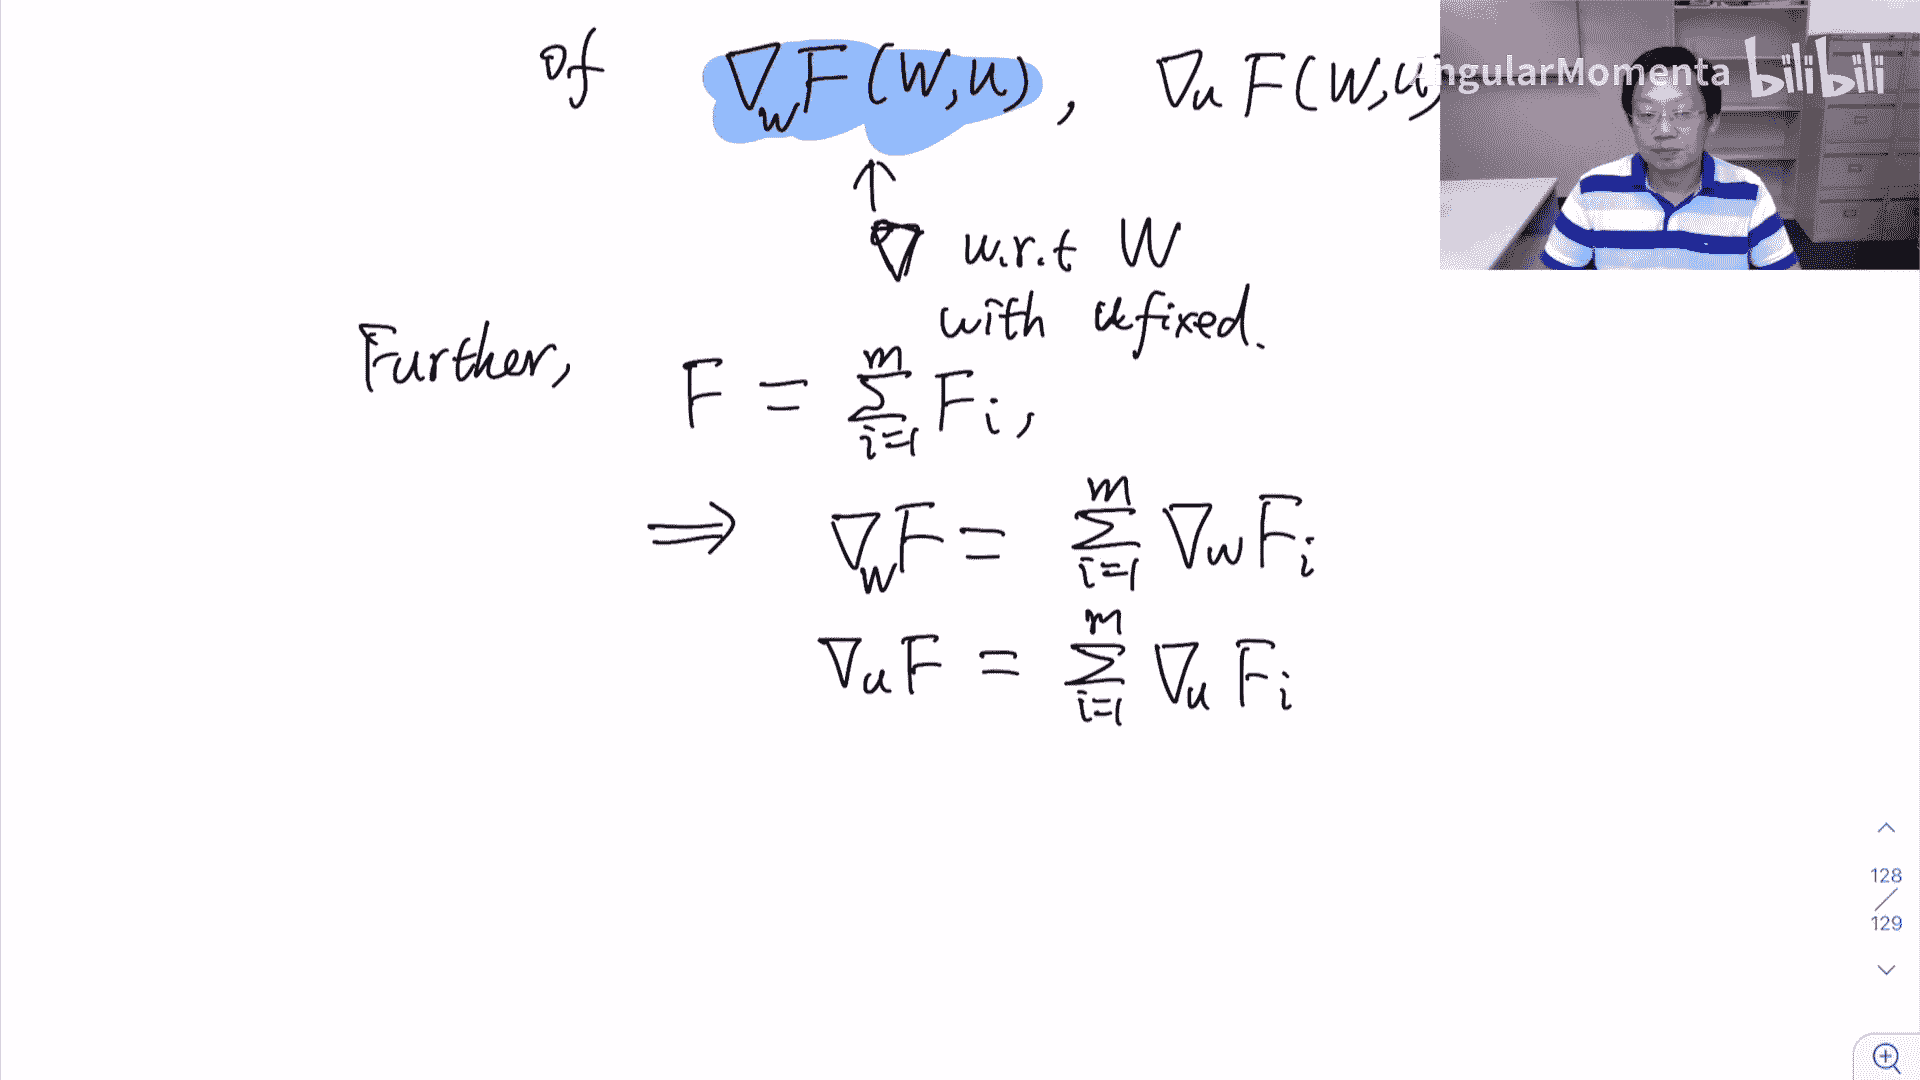 of ∇_W F(W,u), ∇_u F(W,u)
AngularMomenta bilibili
↑
∇ w.r.t W
with u fixed.
Further, F = Σ_{i=1}^{m} F_i,
⟹ ∇_W F = Σ_{i=1}^{m} ∇_W F_i
∇_u F = Σ_{i=1}^{m} ∇_u F_i
128
/
129